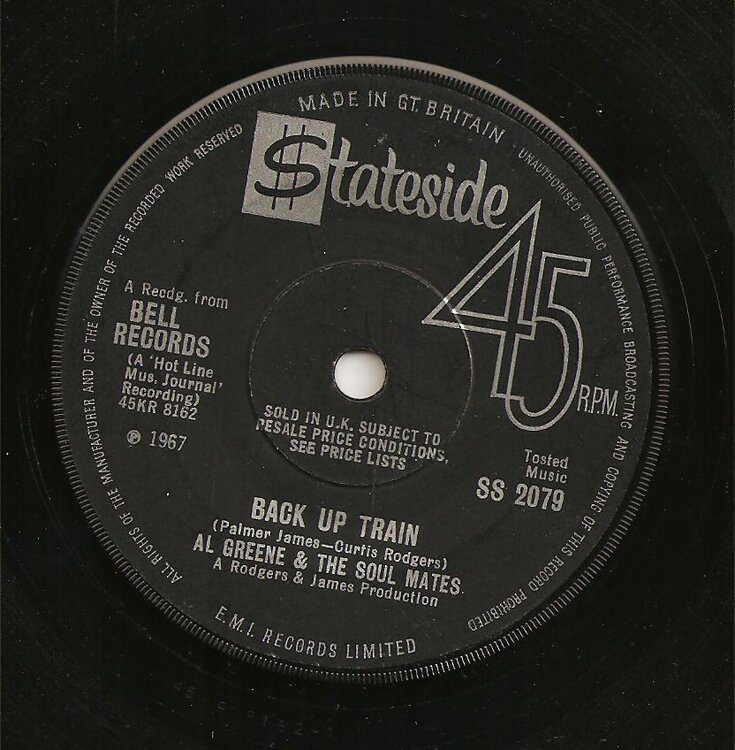 MADE IN GT. BRITAIN
UNAUTHORISED PUBLIC PERFORMANCE BROADCASTING AND COPYING OF THIS RECORD PROHIBITED
ALL RIGHTS OF THE MANUFACTURER AND OF THE OWNER OF THE RECORDED WORK RESERVED
$tateside
45 R.P.M.
A Recdg. from
BELL
RECORDS
(A 'Hot Line
Mus. Journal'
Recording)
45KR 8162
℗ 1967
SOLD IN U.K. SUBJECT TO
RESALE PRICE CONDITIONS,
SEE PRICE LISTS
Tosted
Music
SS 2079
BACK UP TRAIN
(Palmer James—Curtis Rodgers)
AL GREENE & THE SOUL MATES.
A Rodgers & James Production
E.M.I. RECORDS LIMITED